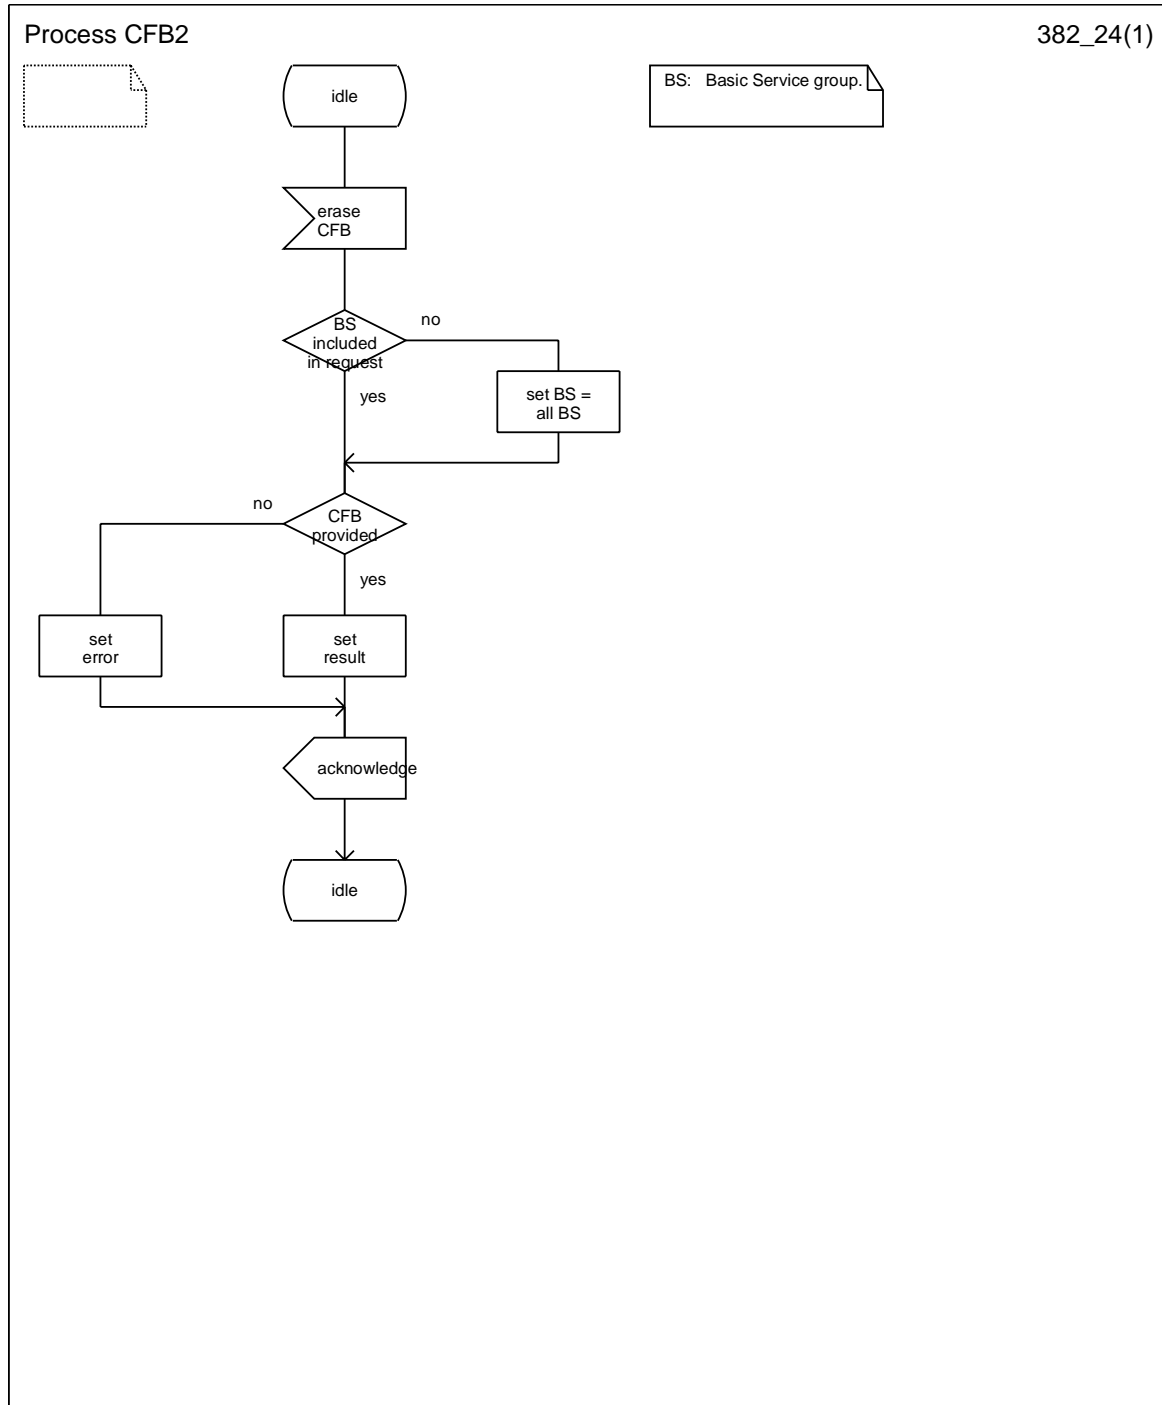 Process CFB2
382_24(1)
idle
BS: Basic Service group.
erase
CFB
BS
included
in request
no
yes
set BS =
all BS
no
CFB
provided
yes
set
error
set
result
acknowledge
idle